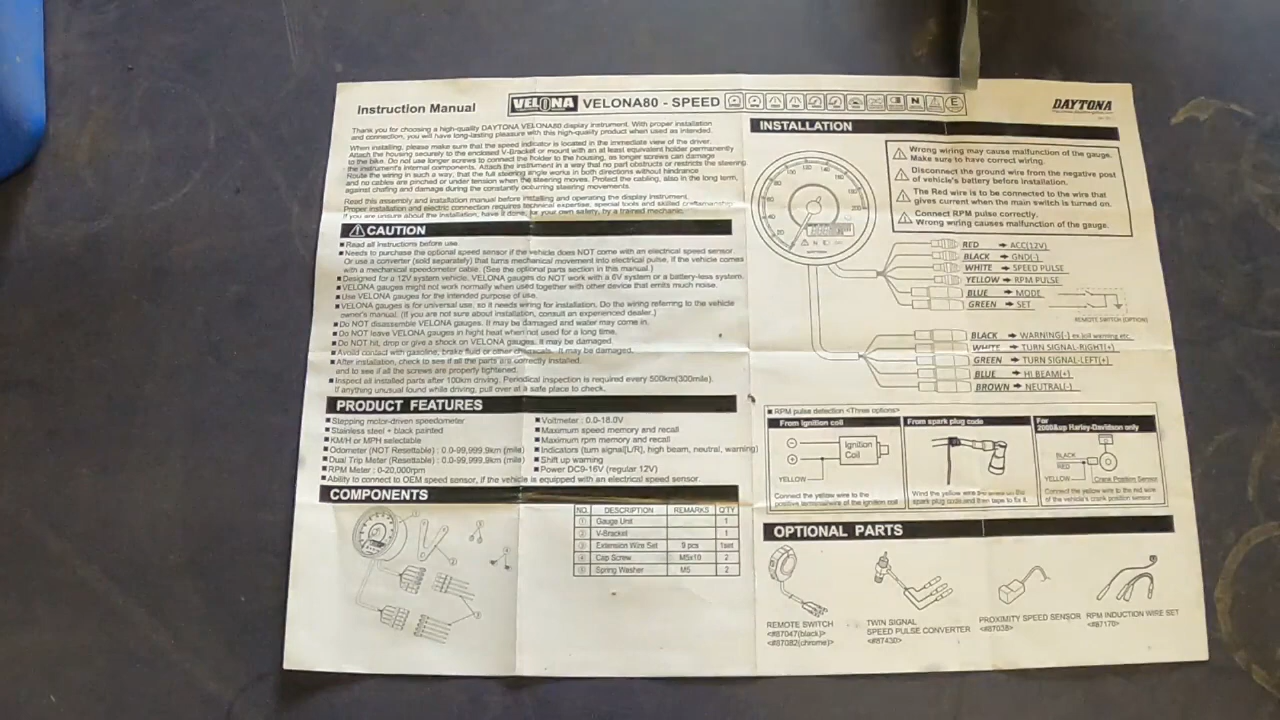 Instruction Manual
VELONA VELONA80 - SPEED
N
E
DAYTONA
Thank you for choosing a high-quality DAYTONA VELONA80 display instrument. With proper installation
and connection, you will have long-lasting pleasure with this high-quality product when used as intended.
When installing, please make sure that the speed indicator is located in the immediate view of the driver.
Attach the housing securely to the enclosed V-Bracket or mount with an at least equivalent holder permanently
to the bike. Do not use longer screws to connect the holder to the housing, as longer screws can damage
the instrument's internal components. Attach the instrument in a way that no part obstructs or restricts the steering.
Route the wiring in such a way, that the full steering angle works in both directions without hindrance
and no cables are pinched or under tension when the steering moves. Protect the cabling, also in the long term,
against chafing and damage during the constantly occurring steering movements.
Read this assembly and installation manual before installing and operating the display instrument.
Proper installation and electric connection requires technical expertise, special tools and skilled craftsmanship.
If you are unsure about the installation, have it done, for your own safety, by a trained mechanic.
CAUTION
■ Read all instructions before use.
■ Needs to purchase the optional speed sensor if the vehicle does NOT come with an electrical speed sensor.
Or use a converter (sold separately) that turns mechanical movement into electrical pulse. If the vehicle comes
with a mechanical speedometer cable. (See the optional parts section in this manual.)
■ Designed for a 12V system vehicle. VELONA gauges do NOT work with a 6V system or a battery-less system.
■ VELONA gauges might not work normally when used together with other device that emits much noise.
■ Use VELONA gauges for the intended purpose of use.
■ VELONA gauges is for universal use, so it needs wiring for installation. Do the wiring referring to the vehicle
owner's manual. (If you are not sure about installation, consult an experienced dealer.)
■ Do NOT disassemble VELONA gauges. It may be damaged and water may come in.
■ Do NOT leave VELONA gauges in hight heat when not used for a long time.
■ Do NOT hit, drop or give a shock on VELONA gauges. It may be damaged.
■ Avoild contact with gasoline, brake fluid or other chemicals. It may be damaged.
■ After installation, check to see if all the parts are correctly installed.
and to see if all the screws are properly tightened.
■ Inspect all installed parts after 100km driving. Periodical inspection is required every 500km(300mile).
If anything unusual found while driving, pull over at a safe place to check.
PRODUCT FEATURES
■ Stepping motor-driven speedometer
■ Stainless steel + black painted
■ KM/H or MPH selectable
■ Odometer (NOT Resettable) : 0.0-99,999.9km (mile)
■ Dual Trip Meter (Resettable) : 0.0-99,999.9km (mile)
■ RPM Meter : 0-20,000rpm
■ Ability to connect to OEM speed sensor, if the vehicle is equipped with an electrical speed sensor.
■ Voltmeter : 0.0-18.0V
■ Maximum speed memory and recall
■ Maximum rpm memory and recall
■ Indicators (turn signal[L/R], high beam, neutral, warning)
■ Shift up warning
■ Power DC9-16V (regular 12V)
COMPONENTS
NO. DESCRIPTION REMARKS Q'TY
① Gauge Unit 1
② V-Bracket 1
③ Extension Wire Set 9 pcs 1set
④ Cap Screw M5x10 2
⑤ Spring Washer M5 2
INSTALLATION
Wrong wiring may cause malfunction of the gauge.
Make sure to have correct wiring.
Disconnect the ground wire from the negative post
of vehicle's battery before installation.
The Red wire is to be connected to the wire that
gives current when the main switch is turned on.
Connect RPM pulse correctly.
Wrong wiring causes malfunction of the gauge.
RED ➔ ACC(12V)
BLACK ➔ GND(-)
WHITE ➔ SPEED PULSE
YELLOW ➔ RPM PULSE
BLUE ➔ MODE
GREEN ➔ SET
REMOTE SWITCH (OPTION)
BLACK ➔ WARNING(-) ex.(oil warning etc.
WHITE ➔ TURN SIGNAL-RIGHT(+)
GREEN ➔ TURN SIGNAL-LEFT(+)
BLUE ➔ HI BEAM(+)
BROWN ➔ NEUTRAL(-)
■ RPM pulse detection <Three options>
From ignition coil
Ignition
Coil
YELLOW
Connect the yellow wire to the
positive terminal/wire of the ignition coil
From spark plug code
Wind the yellow wire on the
spark plug code and then tape to fix it.
For
2000&up Harley-Davidson only
BLACK
RED
YELLOW
Crank Position Sensor
Connect the yellow wire to the red wire
of the vehicle's crank position sensor
OPTIONAL PARTS
REMOTE SWITCH
<#87047(black)>
<#87082(chrome)>
TWIN SIGNAL
SPEED PULSE CONVERTER
<#87430>
PROXIMITY SPEED SENSOR
<#87038>
RPM INDUCTION WIRE SET
<#87170>